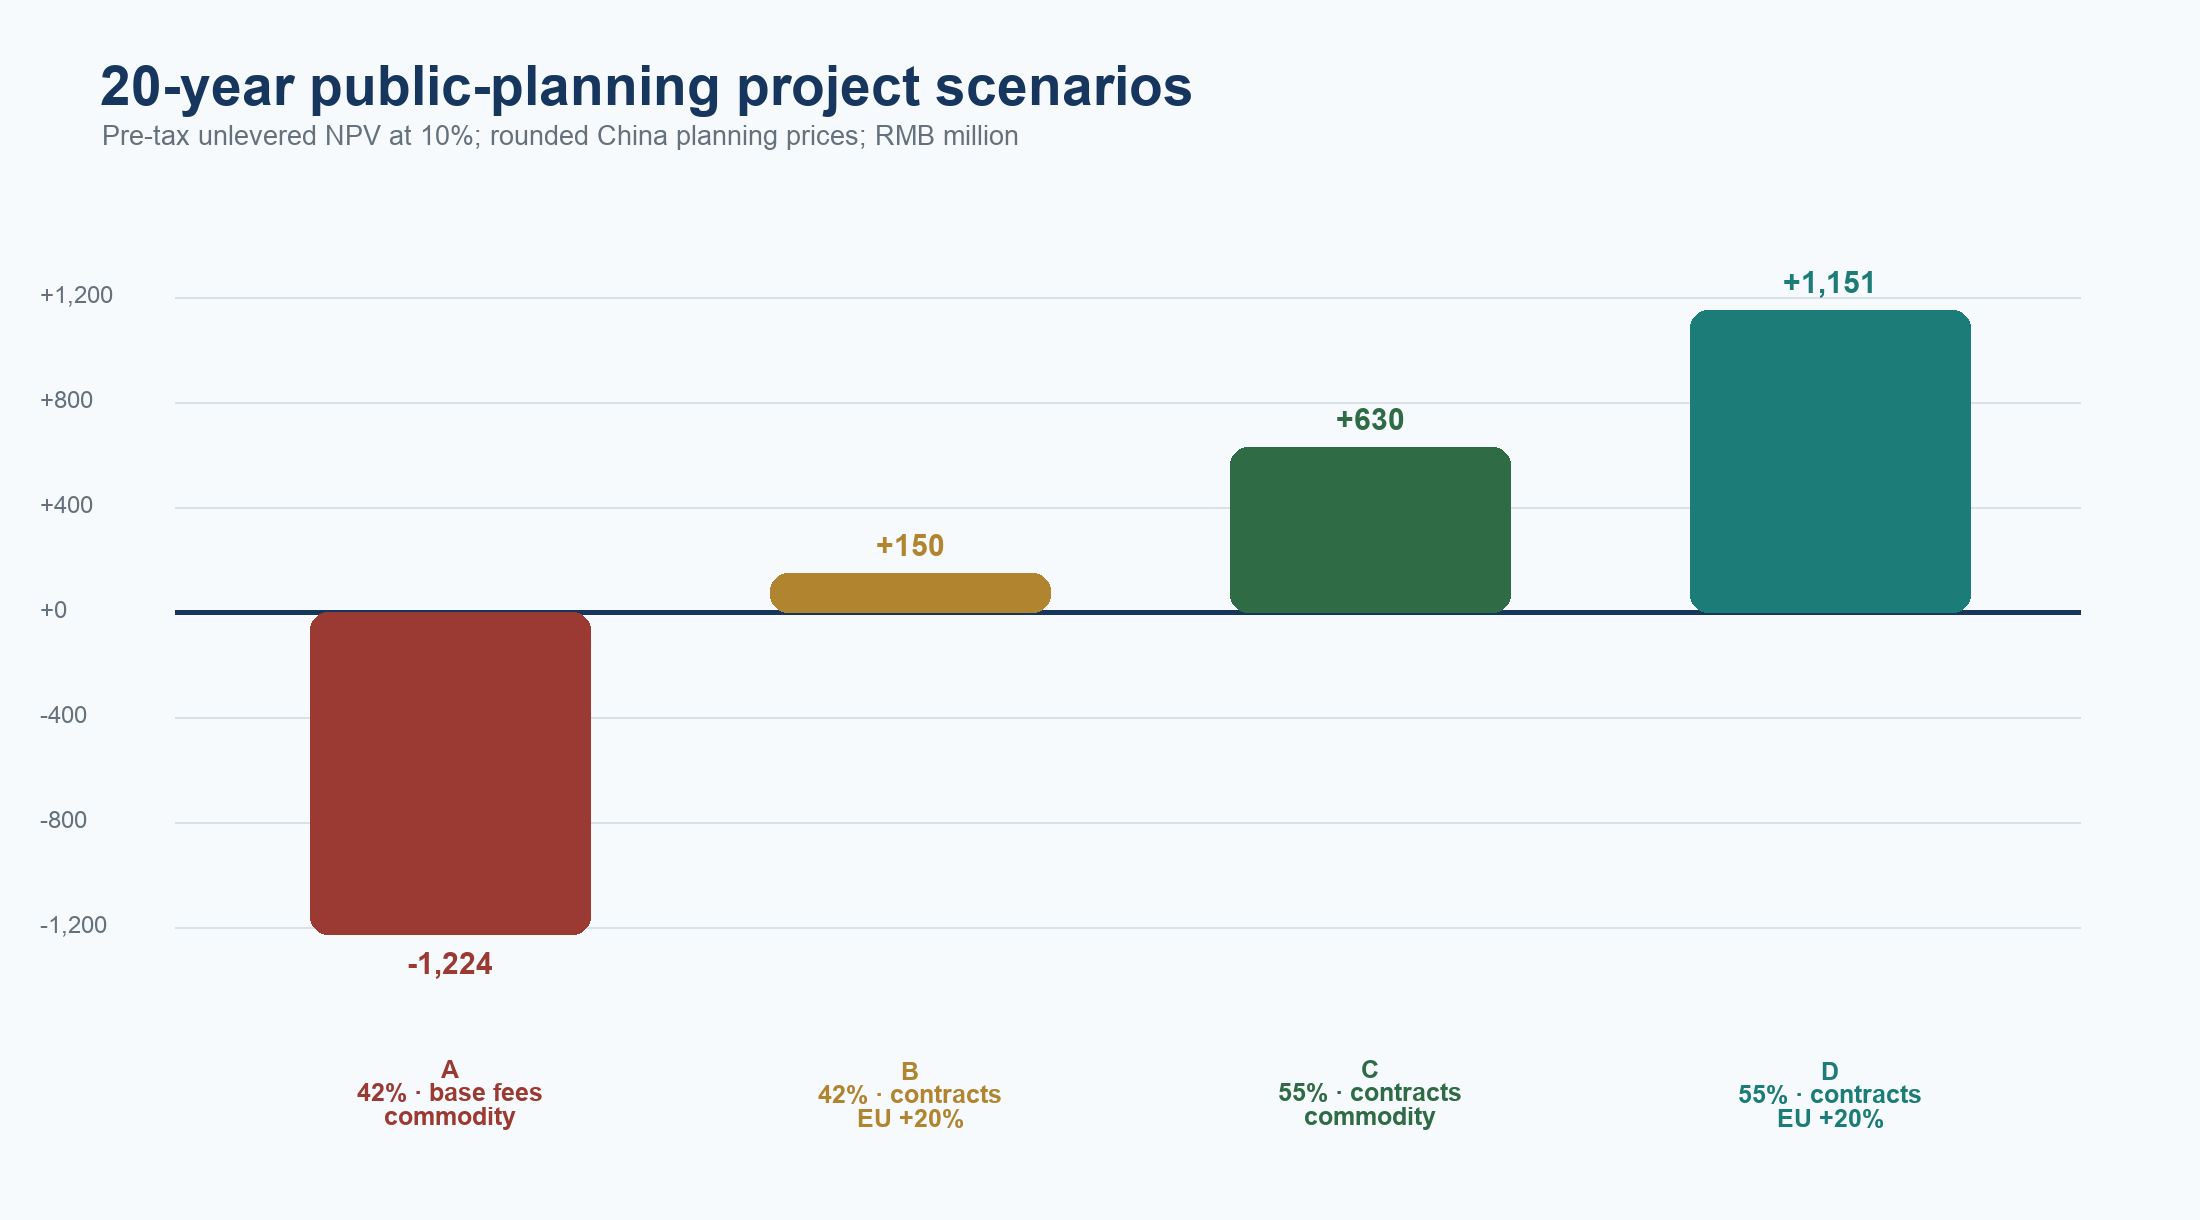 20-year public-planning project scenarios
Pre-tax unlevered NPV at 10%; rounded China planning prices; RMB million
+1,200
+800
+400
+0
-400
-800
-1,200
-1,224
+150
+630
+1,151
A
42% · base fees
commodity
B
42% · contracts
EU +20%
C
55% · contracts
commodity
D
55% · contracts
EU +20%